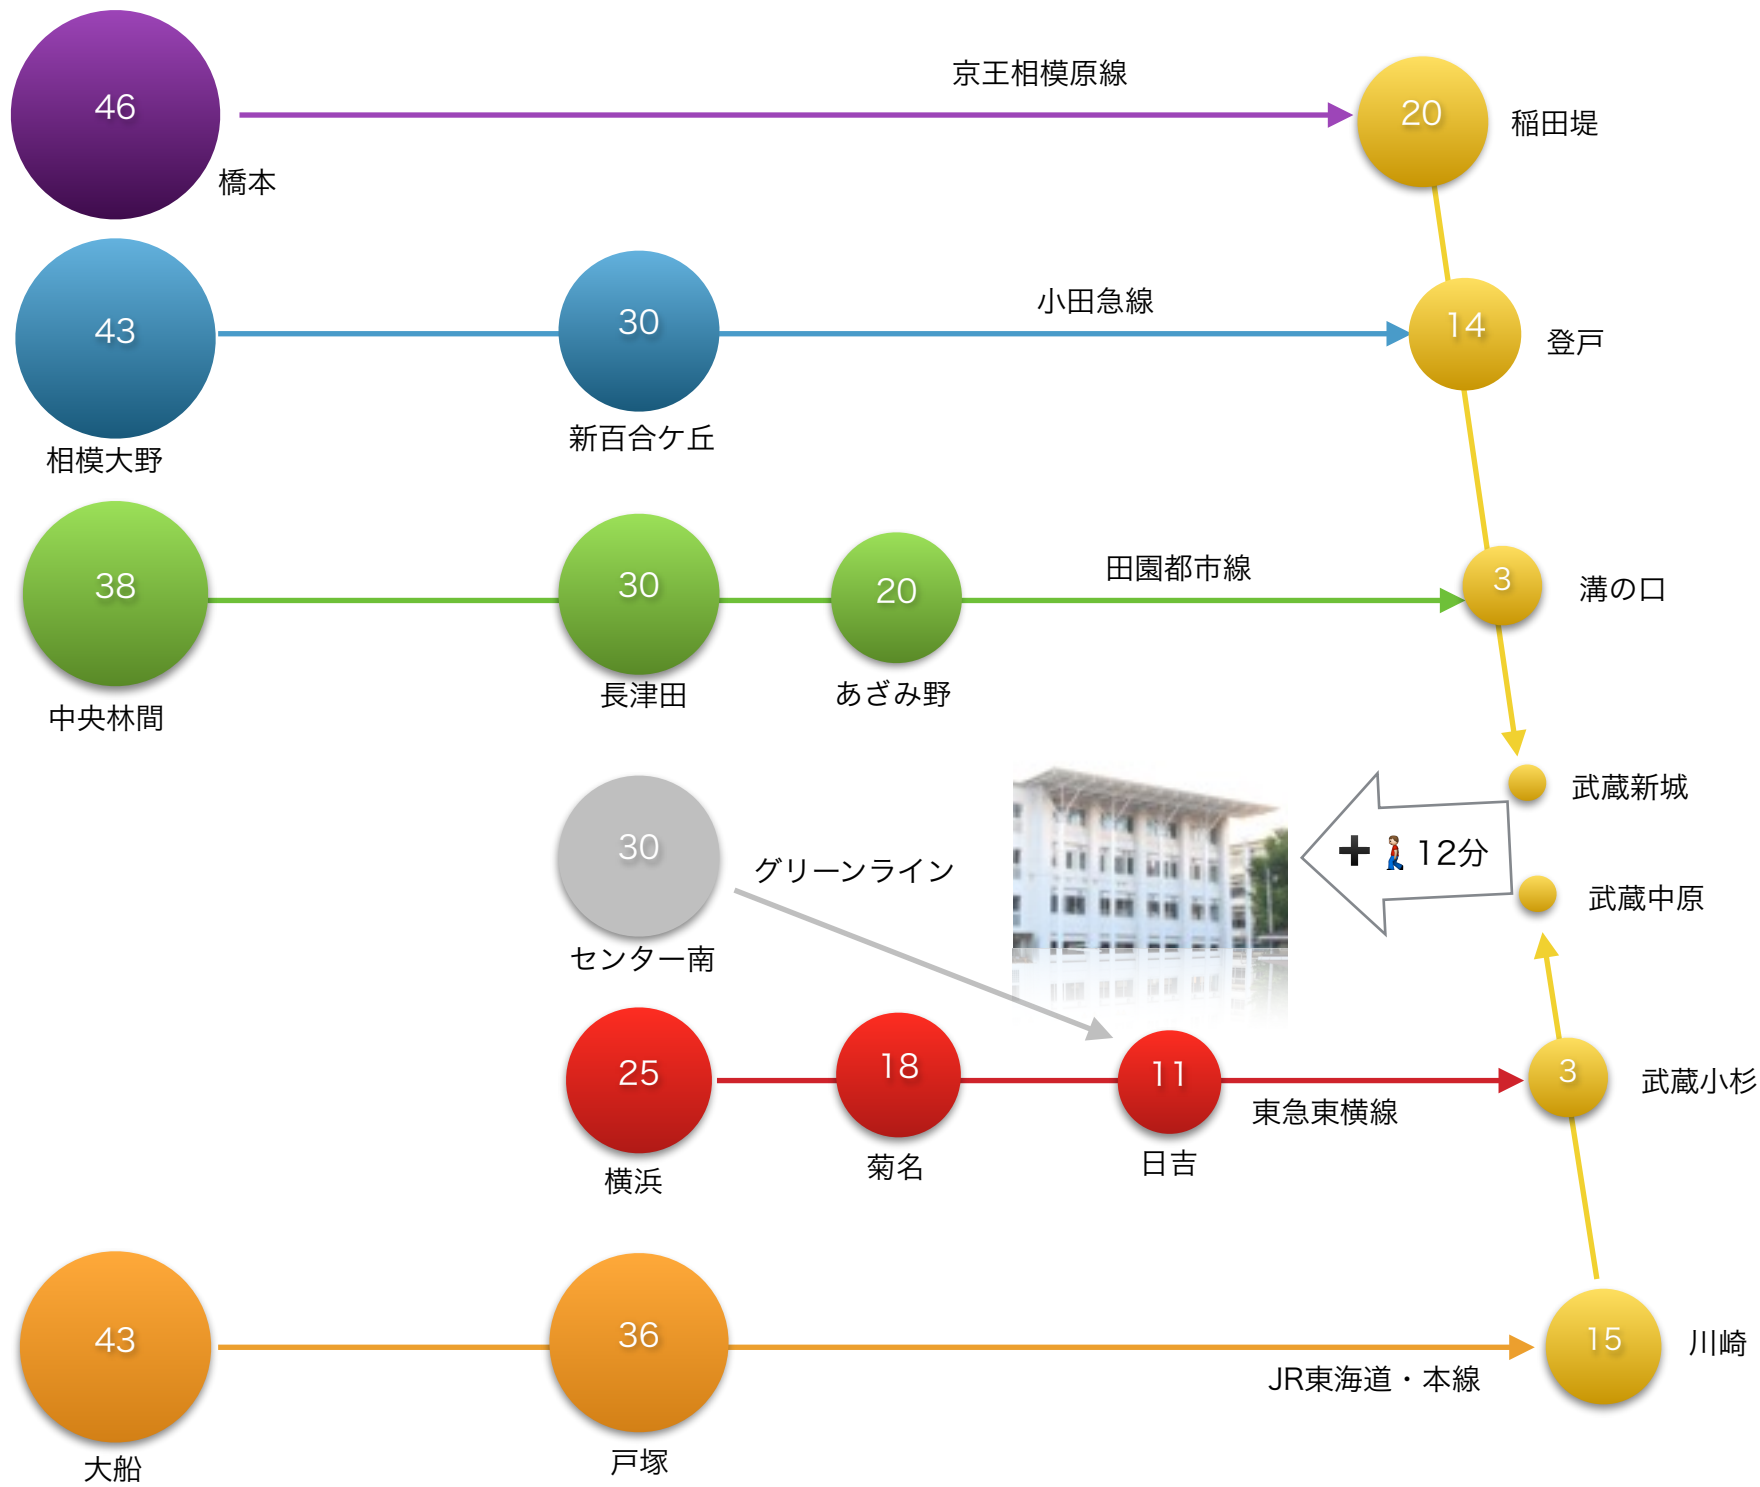 46
橋本
京王相模原線
20
稲田堤
43
相模大野
30
新百合ケ丘
小田急線
14
登戸
38
中央林間
30
長津田
20
あざみ野
田園都市線
3
溝の口
武蔵新城
➕🚶12分
武蔵中原
30
センター南
グリーンライン
25
横浜
18
菊名
11
日吉
東急東横線
3
武蔵小杉
43
大船
36
戸塚
JR東海道・本線
15
川崎